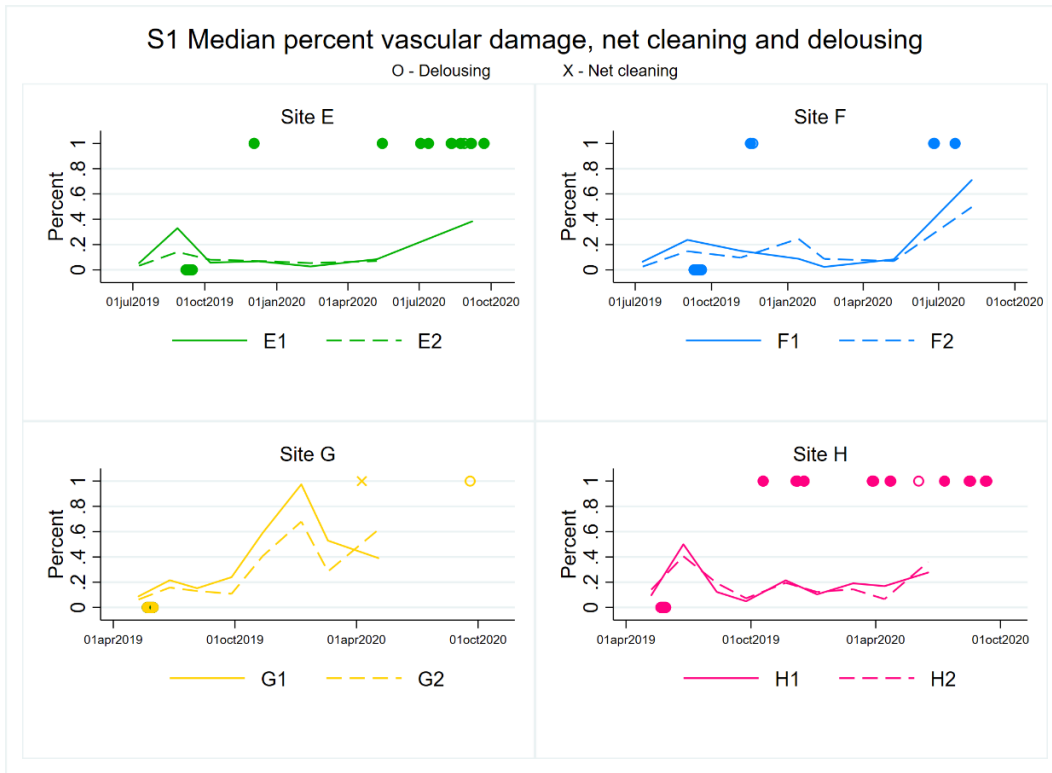 S1 Median percent vascular damage, net cleaning and delousing
O - Delousing X - Net cleaning
Site E
Percent
0 .2 .4 .6 .8 1
01jul2019 01oct2019 01jan2020 01apr2020 01jul2020 01oct2020
E1 E2
Site F
Percent
0 .2 .4 .6 .8 1
01jul2019 01oct2019 01jan2020 01apr2020 01jul2020 01oct2020
F1 F2
Site G
Percent
0 .2 .4 .6 .8 1
01apr2019 01oct2019 01apr2020 01oct2020
G1 G2
Site H
Percent
0 .2 .4 .6 .8 1
01apr2019 01oct2019 01apr2020 01oct2020
H1 H2